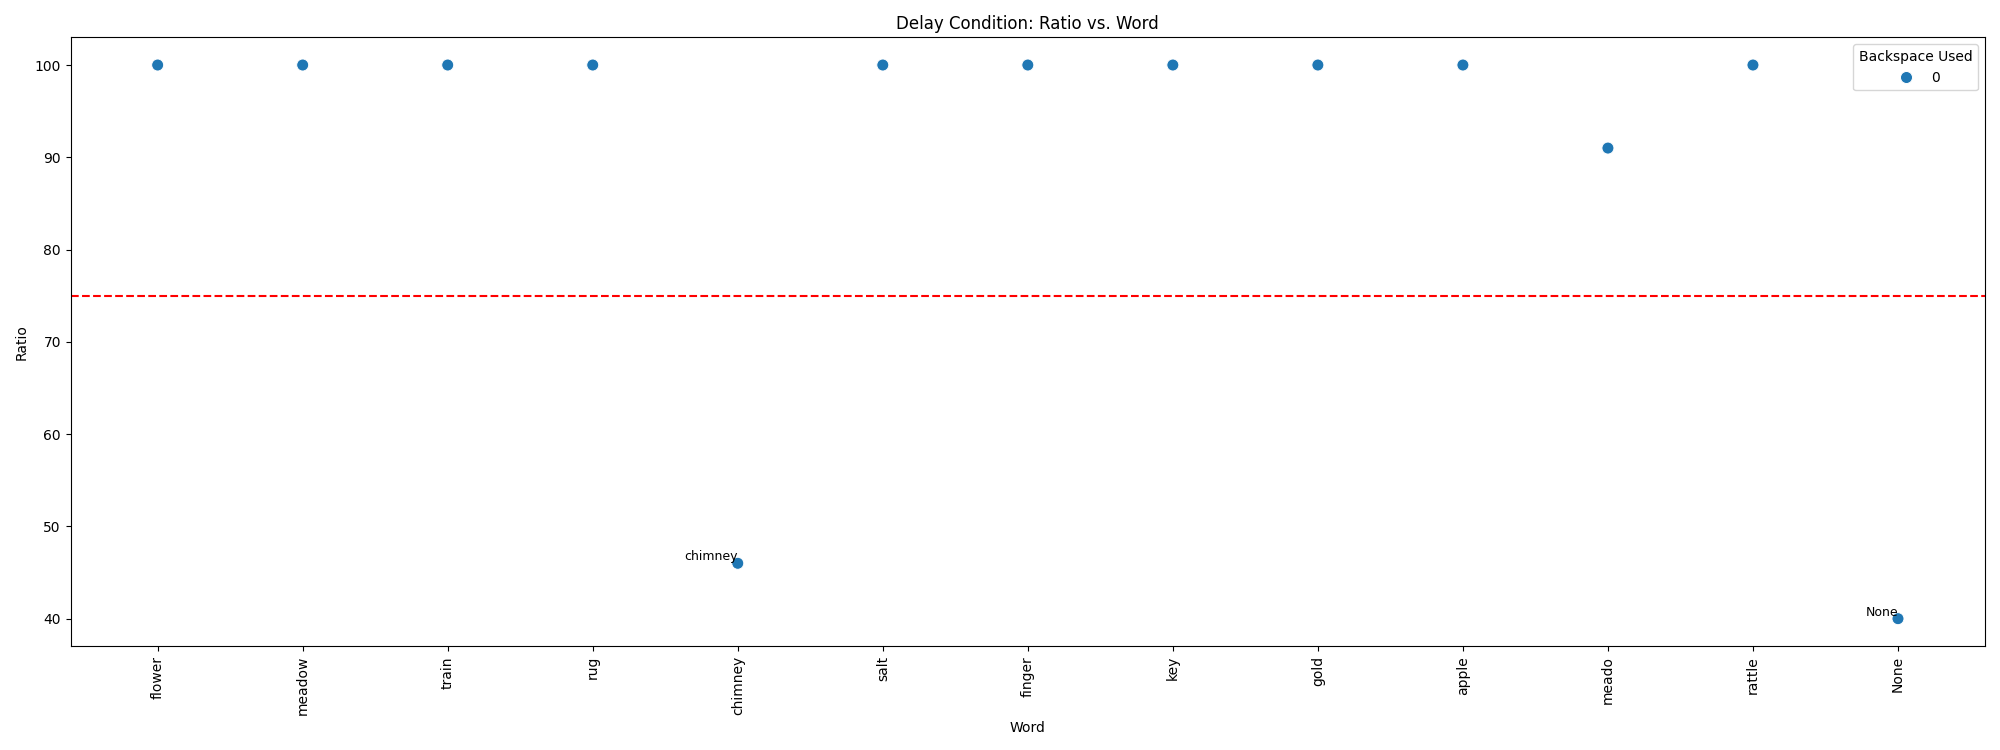 Delay Condition: Ratio vs. Word
Backspace Used
0
100
90
80
70
60
50
40
Ratio
chimney
None
flower
meadow
train
rug
chimney
salt
finger
key
gold
apple
meado
rattle
None
Word